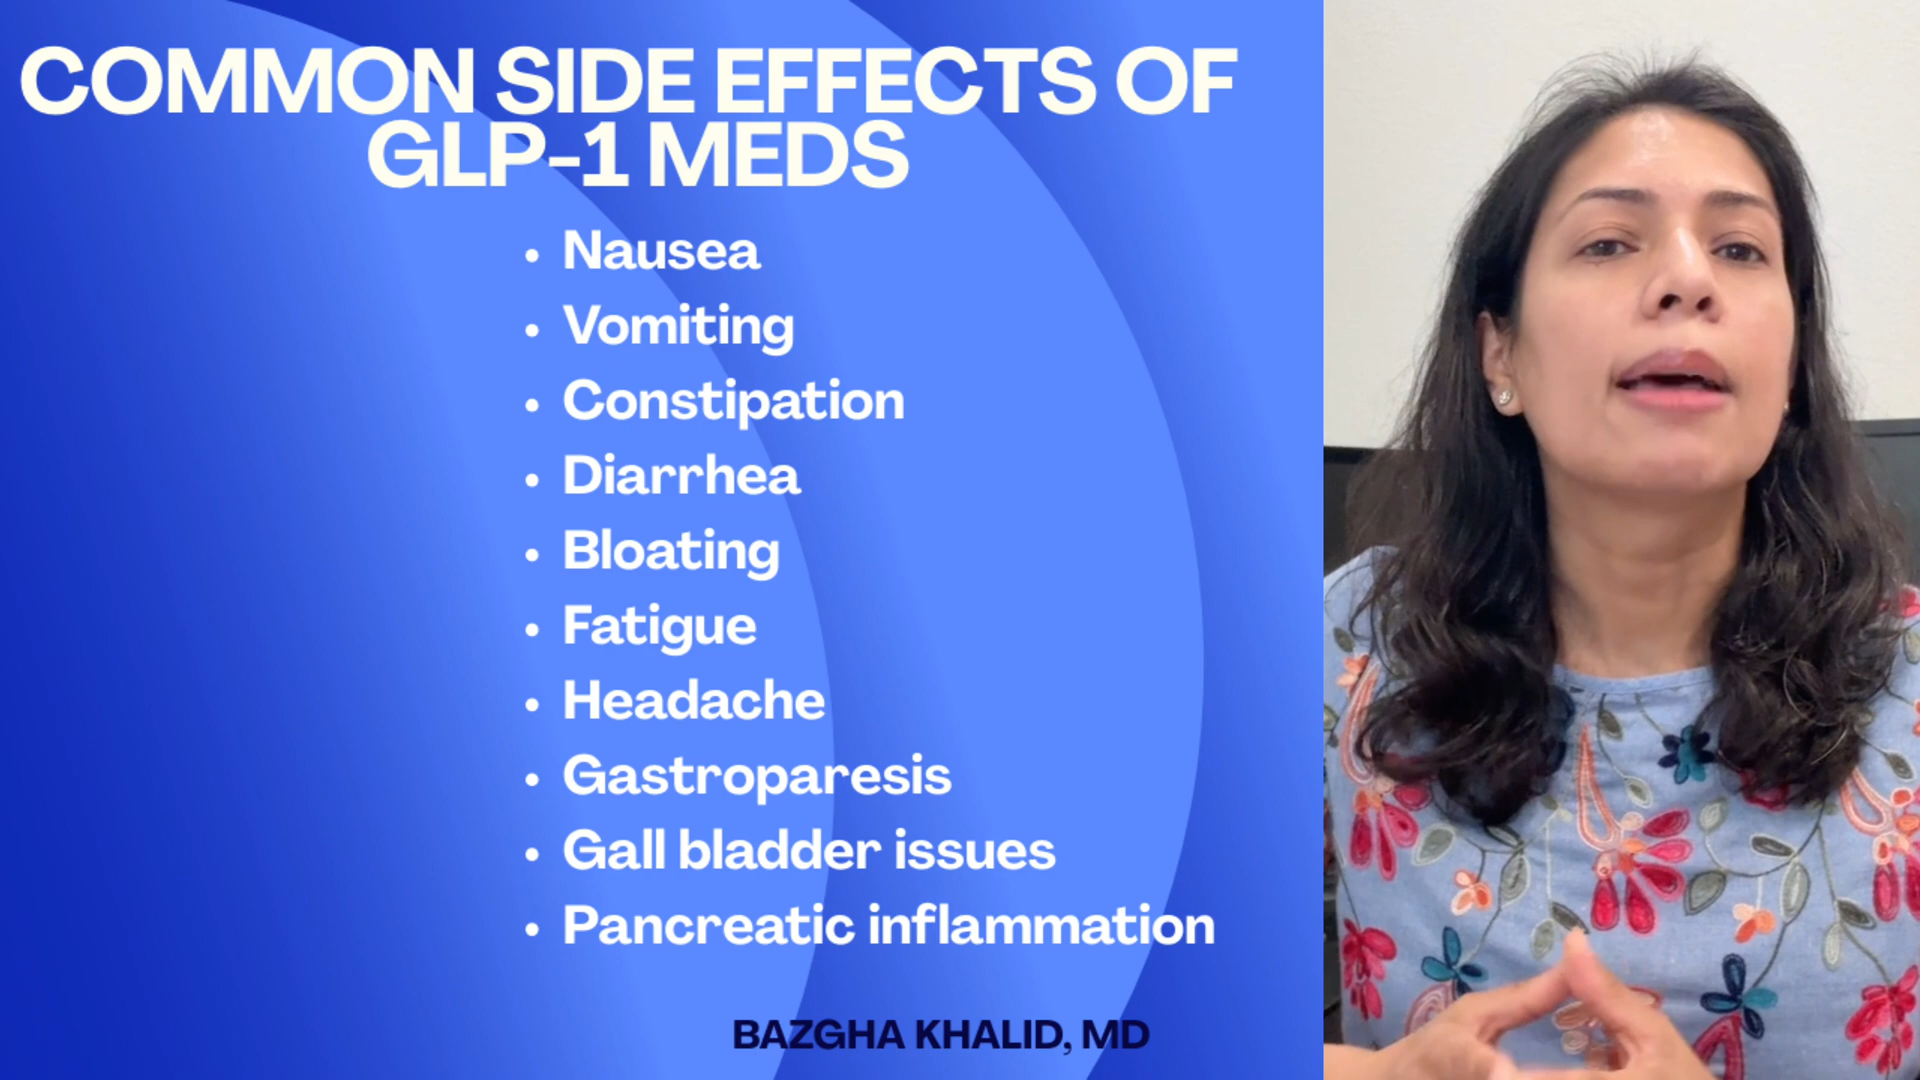 COMMON SIDE EFFECTS OF
GLP-1 MEDS
• Nausea
• Vomiting
• Constipation
• Diarrhea
• Bloating
• Fatigue
• Headache
• Gastroparesis
• Gall bladder issues
• Pancreatic inflammation
BAZGHA KHALID, MD